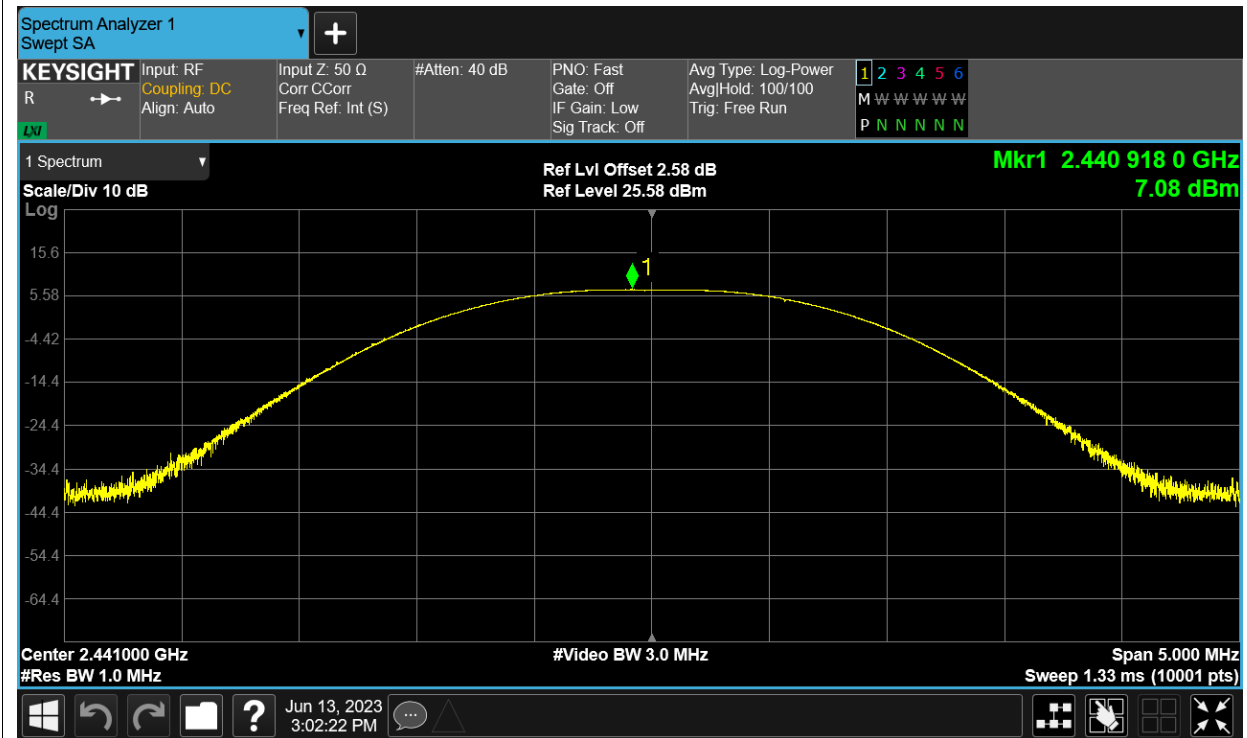 Spectrum Analyzer 1
Swept SA
KEYSIGHT
R
LXI
Input: RF
Coupling: DC
Align: Auto
Input Z: 50 Ω
Corr CCorr
Freq Ref: Int (S)
#Atten: 40 dB
PNO: Fast
Gate: Off
IF Gain: Low
Sig Track: Off
Avg Type: Log-Power
Avg|Hold: 100/100
Trig: Free Run
1 2 3 4 5 6
M W W W W W
P N N N N N
1 Spectrum
Scale/Div 10 dB
Ref Lvl Offset 2.58 dB
Ref Level 25.58 dBm
Mkr1 2.440 918 0 GHz
7.08 dBm
Log
15.6
5.58
-4.42
-14.4
-24.4
-34.4
-44.4
-54.4
-64.4
1
Center 2.441000 GHz
#Res BW 1.0 MHz
#Video BW 3.0 MHz
Span 5.000 MHz
Sweep 1.33 ms (10001 pts)
?
Jun 13, 2023
3:02:22 PM